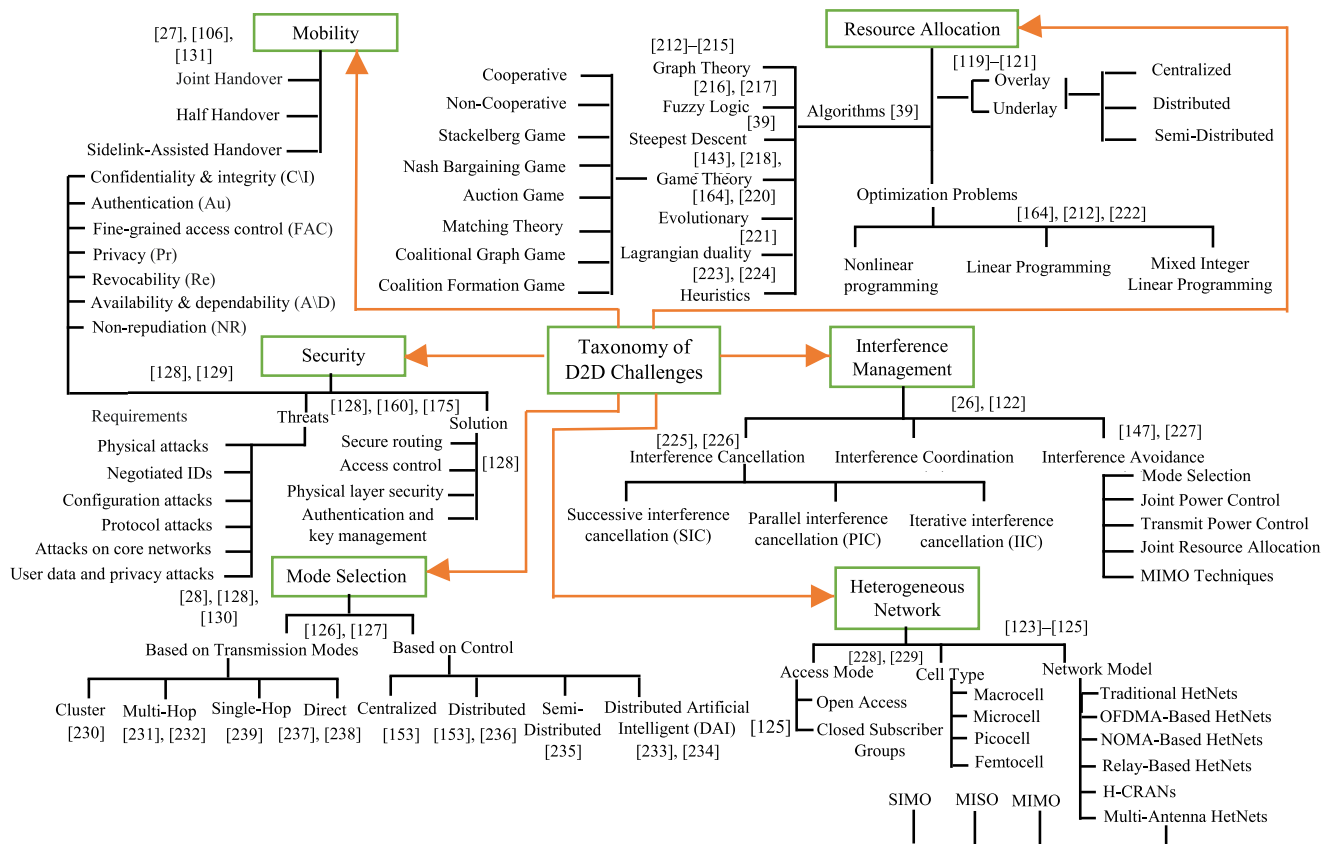 Taxonomy of
D2D Challenges
Mobility
[27], [106],
[131]
Joint Handover
Half Handover
Sidelink-Assisted Handover
Resource Allocation
[119]–[121]
Overlay
Underlay
Centralized
Distributed
Semi-Distributed
Algorithms [39]
[212]–[215]
Graph Theory
[216], [217]
Fuzzy Logic
[39]
Steepest Descent
[143], [218],
Game Theory
[164], [220]
Evolutionary
[221]
Lagrangian duality
[223], [224]
Heuristics
Cooperative
Non-Cooperative
Stackelberg Game
Nash Bargaining Game
Auction Game
Matching Theory
Coalitional Graph Game
Coalition Formation Game
Optimization Problems
[164], [212], [222]
Nonlinear
programming
Linear Programming
Mixed Integer
Linear Programming
Confidentiality & integrity (C\I)
Authentication (Au)
Fine-grained access control (FAC)
Privacy (Pr)
Revocability (Re)
Availability & dependability (A\D)
Non-repudiation (NR)
Security
[128], [129]
Requirements
Threats
[128], [160], [175]
Solution
Physical attacks
Negotiated IDs
Configuration attacks
Protocol attacks
Attacks on core networks
User data and privacy attacks
[28], [128],
[130]
Secure routing
Access control
Physical layer security
Authentication and
key management
[128]
Interference
Management
[26], [122]
[225], [226]
Interference Cancellation
Interference Coordination
[147], [227]
Interference Avoidance
Successive interference
cancellation (SIC)
Parallel interference
cancellation (PIC)
Iterative interference
cancellation (IIC)
Mode Selection
Joint Power Control
Transmit Power Control
Joint Resource Allocation
MIMO Techniques
Mode Selection
[126], [127]
Based on Transmission Modes
Based on Control
Cluster
[230]
Multi-Hop
[231], [232]
Single-Hop
[239]
Direct
[237], [238]
Centralized
[153]
Distributed
[153], [236]
Semi-
Distributed
[235]
Distributed Artificial
Intelligent (DAI)
[233], [234]
Heterogeneous
Network
[123]–[125]
[228], [229]
Access Mode
Cell Type
Network Model
Open Access
[125]
Closed Subscriber
Groups
Macrocell
Microcell
Picocell
Femtocell
Traditional HetNets
OFDMA-Based HetNets
NOMA-Based HetNets
Relay-Based HetNets
H-CRANs
Multi-Antenna HetNets
SIMO
MISO
MIMO